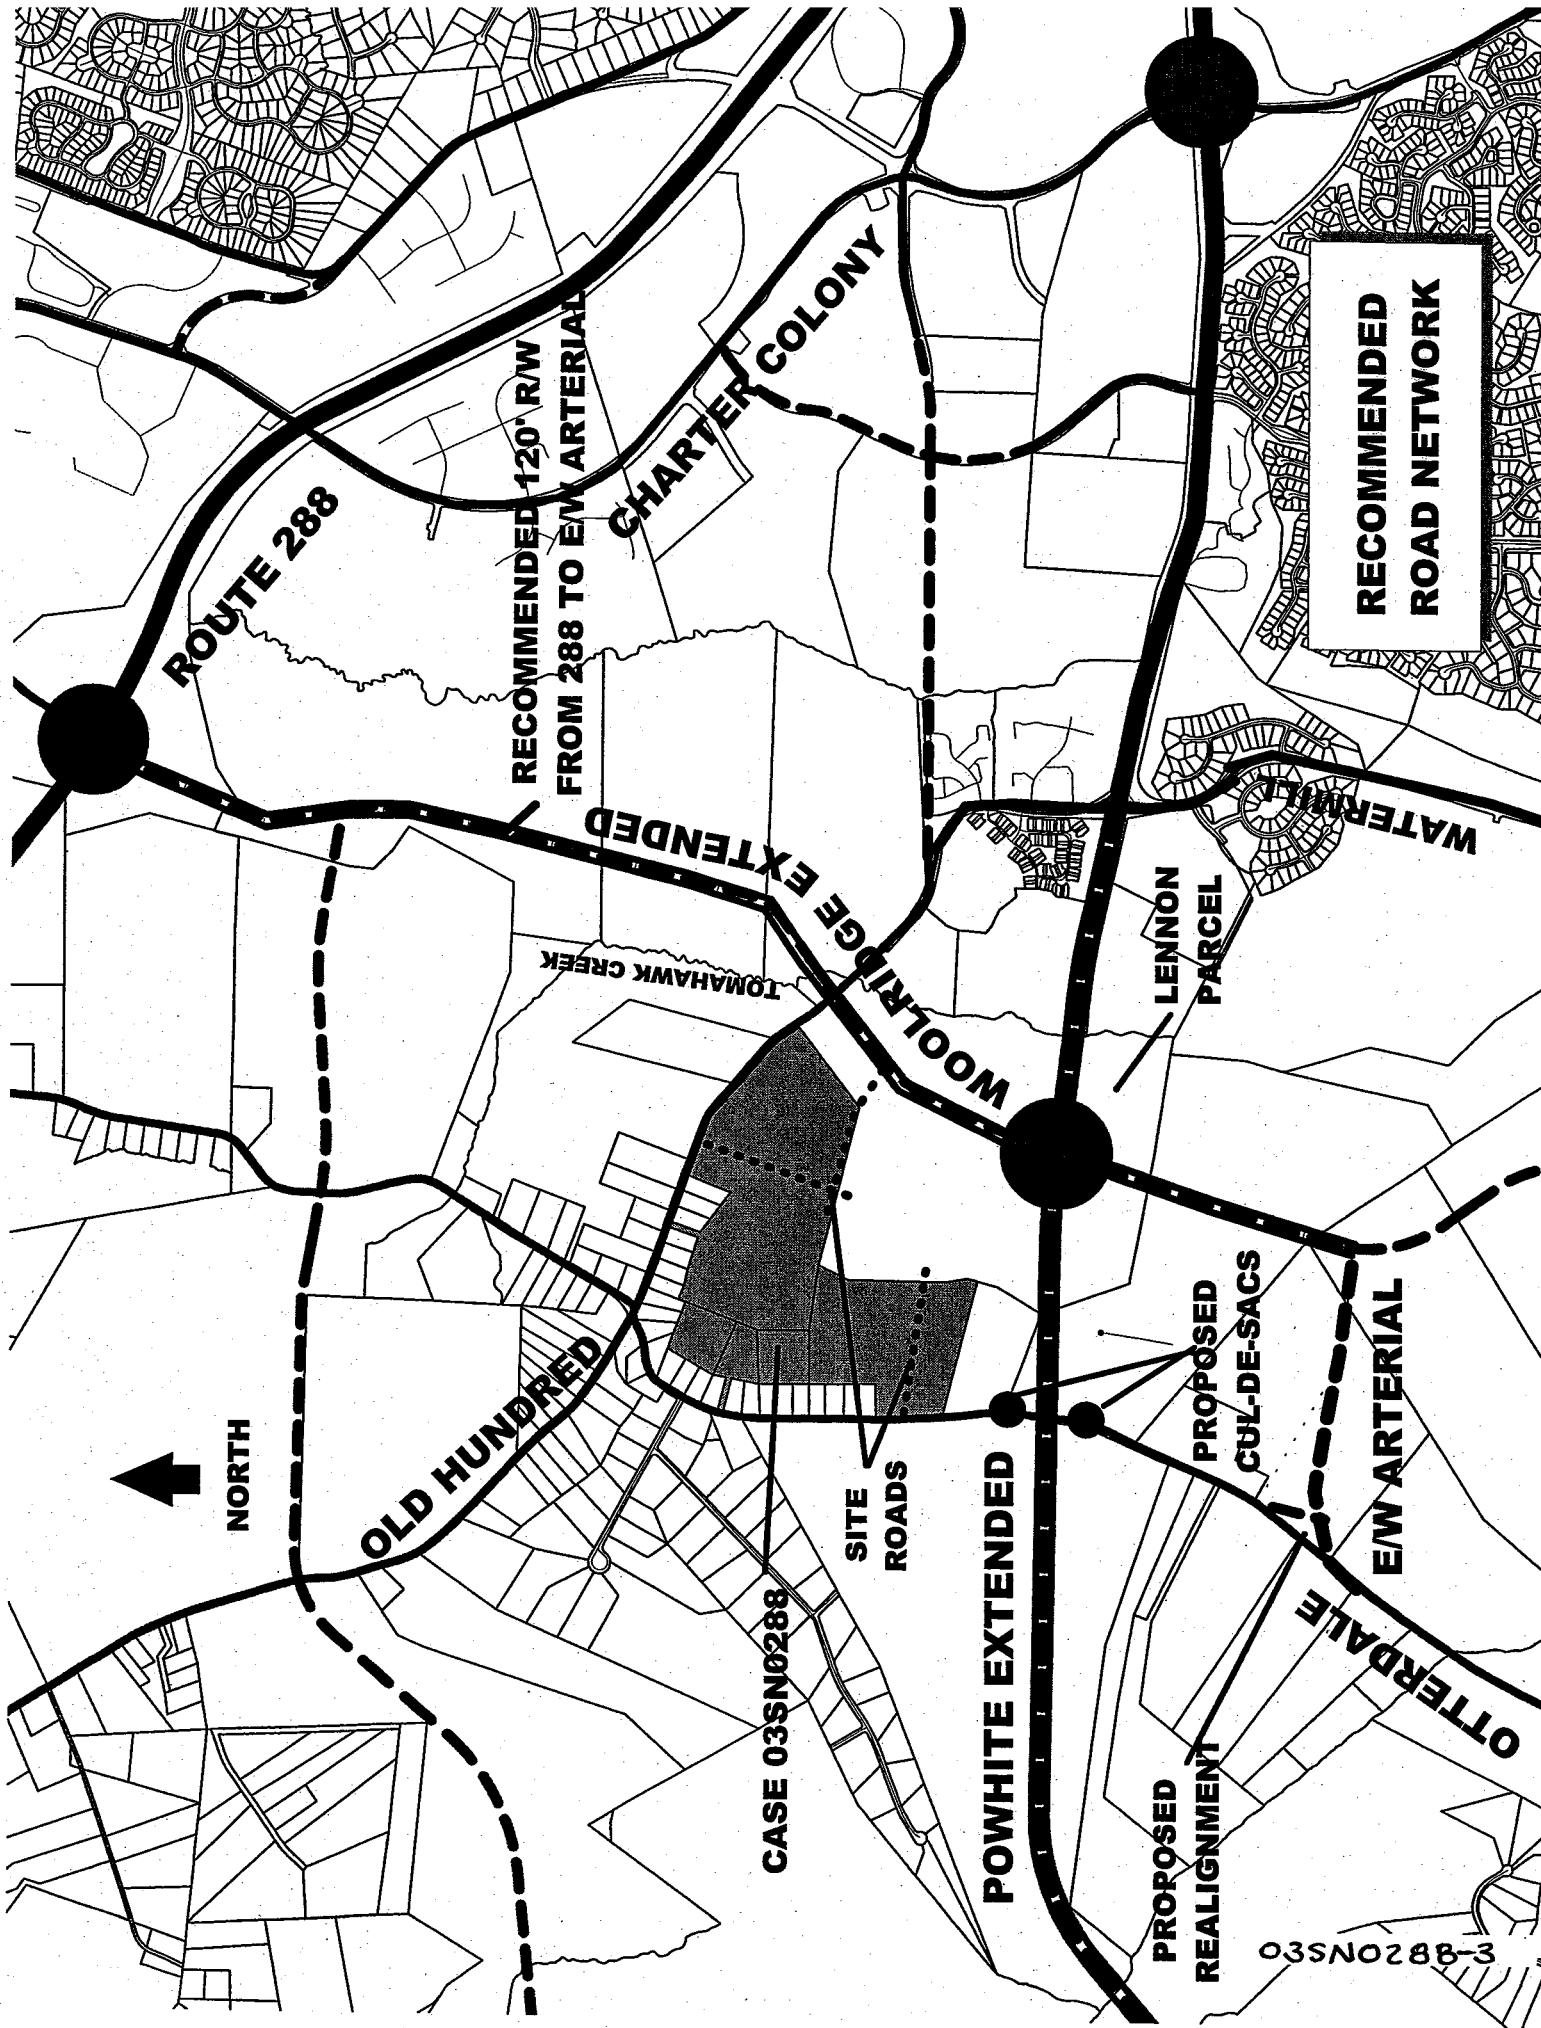 ROUTE 288
RECOMMENDED 120' R/W
FROM 288 TO E/W ARTERIAL
CHARTER COLONY
WOOLRIDGE EXTENDED
TOMAHAWK CREEK
NORTH
OLD HUNDRED
CASE 03SN0288
SITE
ROADS
POWHITE EXTENDED
LENNON
PARCEL
WATERMILL
PROPOSED
CUL-DE-SACS
E/W ARTERIAL
OTTERDALE
PROPOSED
REALIGNMENT
RECOMMENDED
ROAD NETWORK
03SN0288-3